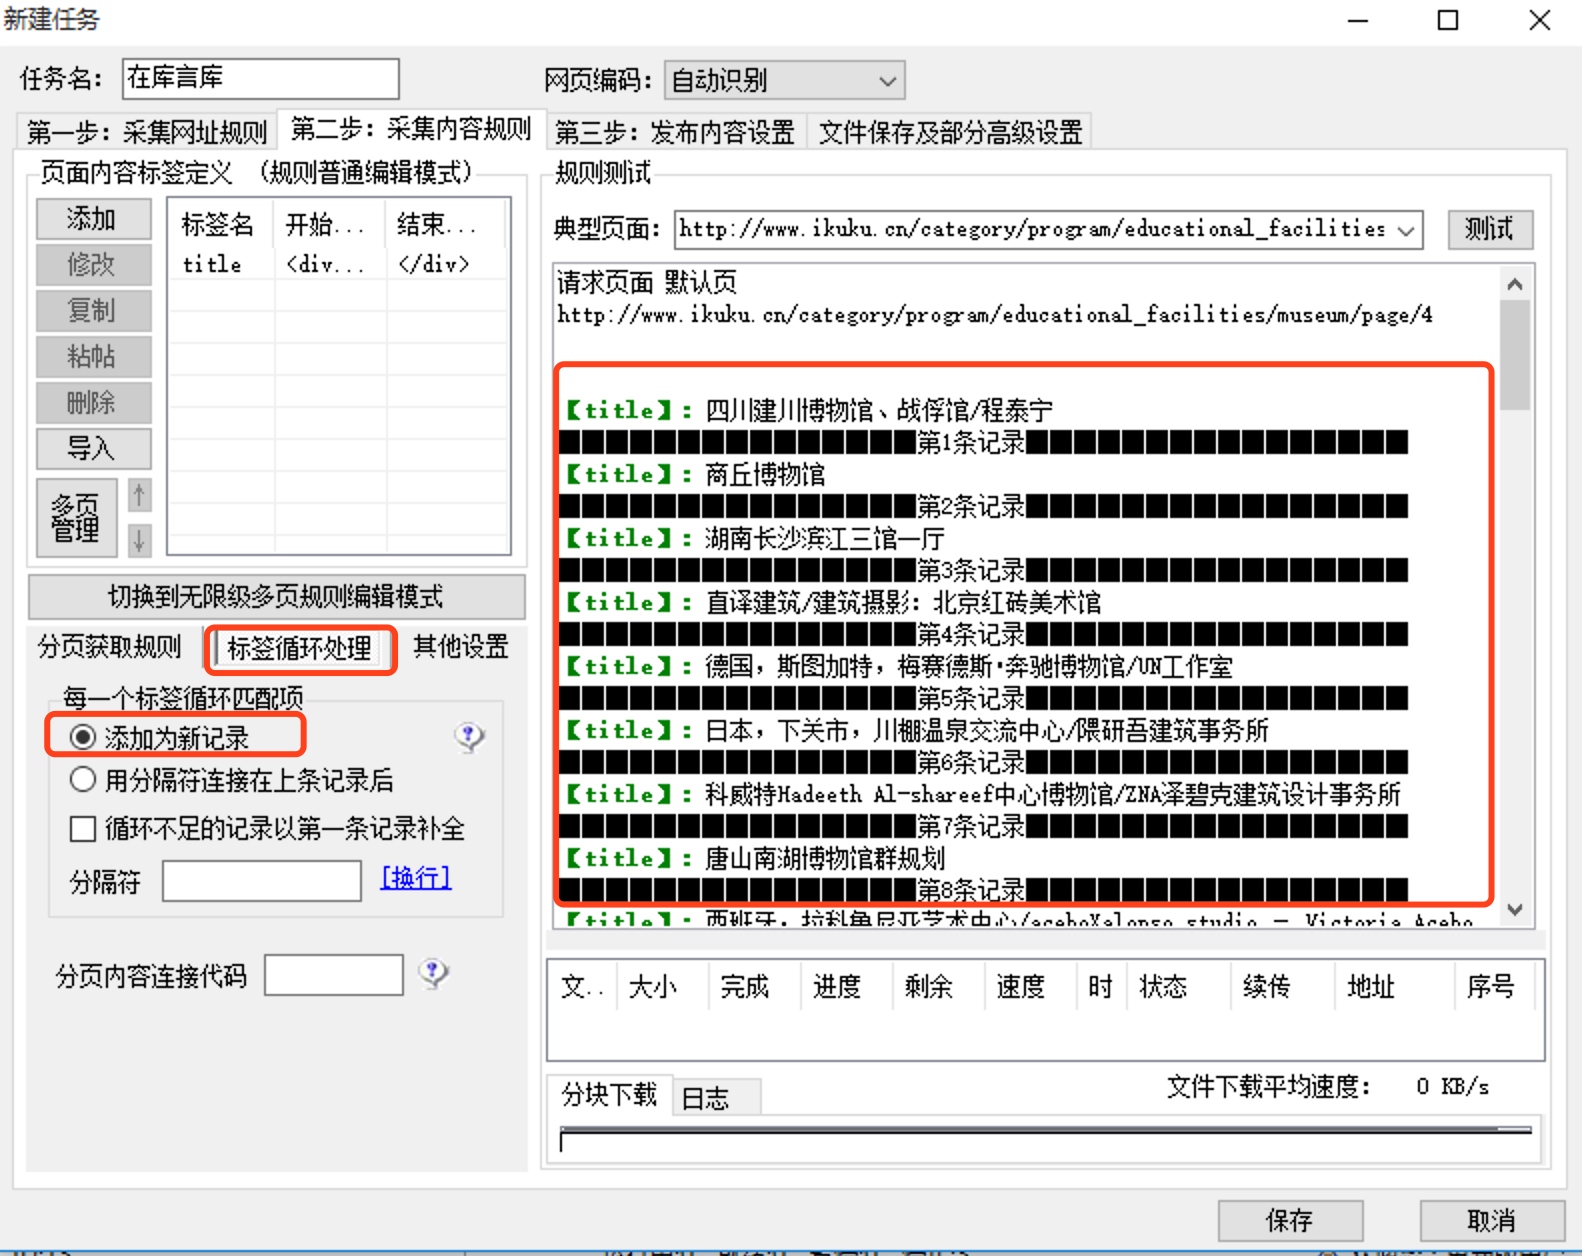 新建任务
任务名：
在库言库
网页编码：
自动识别
第一步：采集网址规则
第二步：采集内容规则
第三步：发布内容设置
文件保存及部分高级设置
页面内容标签定义 （规则普通编辑模式）
添加
修改
复制
粘帖
删除
导入
多页管理
↑
↓
标签名 开始... 结束...
title <div... </div>
切换到无限级多页规则编辑模式
分页获取规则
标签循环处理
其他设置
每一个标签循环匹配项
添加为新记录
用分隔符连接在上条记录后
循环不足的记录以第一条记录补全
分隔符
[换行]
分页内容连接代码
规则测试
典型页面：
http://www.ikuku.cn/category/program/educational_facilities
测试
请求页面 默认页
http://www.ikuku.cn/category/program/educational_facilities/museum/page/4
【title】：四川建川博物馆、战俘馆/程泰宁
■■■■■■■■■■■■■■■第1条记录■■■■■■■■■■■■■■■■
【title】：商丘博物馆
■■■■■■■■■■■■■■■第2条记录■■■■■■■■■■■■■■■■
【title】：湖南长沙滨江三馆一厅
■■■■■■■■■■■■■■■第3条记录■■■■■■■■■■■■■■■■
【title】：直译建筑/建筑摄影：北京红砖美术馆
■■■■■■■■■■■■■■■第4条记录■■■■■■■■■■■■■■■■
【title】：德国，斯图加特，梅赛德斯·奔驰博物馆/UN工作室
■■■■■■■■■■■■■■■第5条记录■■■■■■■■■■■■■■■■
【title】：日本，下关市，川棚温泉交流中心/隈研吾建筑事务所
■■■■■■■■■■■■■■■第6条记录■■■■■■■■■■■■■■■■
【title】：科威特Hadeeth Al-shareef中心博物馆/ZNA泽碧克建筑设计事务所
■■■■■■■■■■■■■■■第7条记录■■■■■■■■■■■■■■■■
【title】：唐山南湖博物馆群规划
■■■■■■■■■■■■■■■第8条记录■■■■■■■■■■■■■■■■
【title】：西班牙，拉科鲁尼亚艺术中心/aceboXalonso studio — Victoria Acebo
文.. 大小 完成 进度 剩余 速度 时 状态 续传 地址 序号
分块下载
日志
文件下载平均速度： 0 KB/s
保存
取消